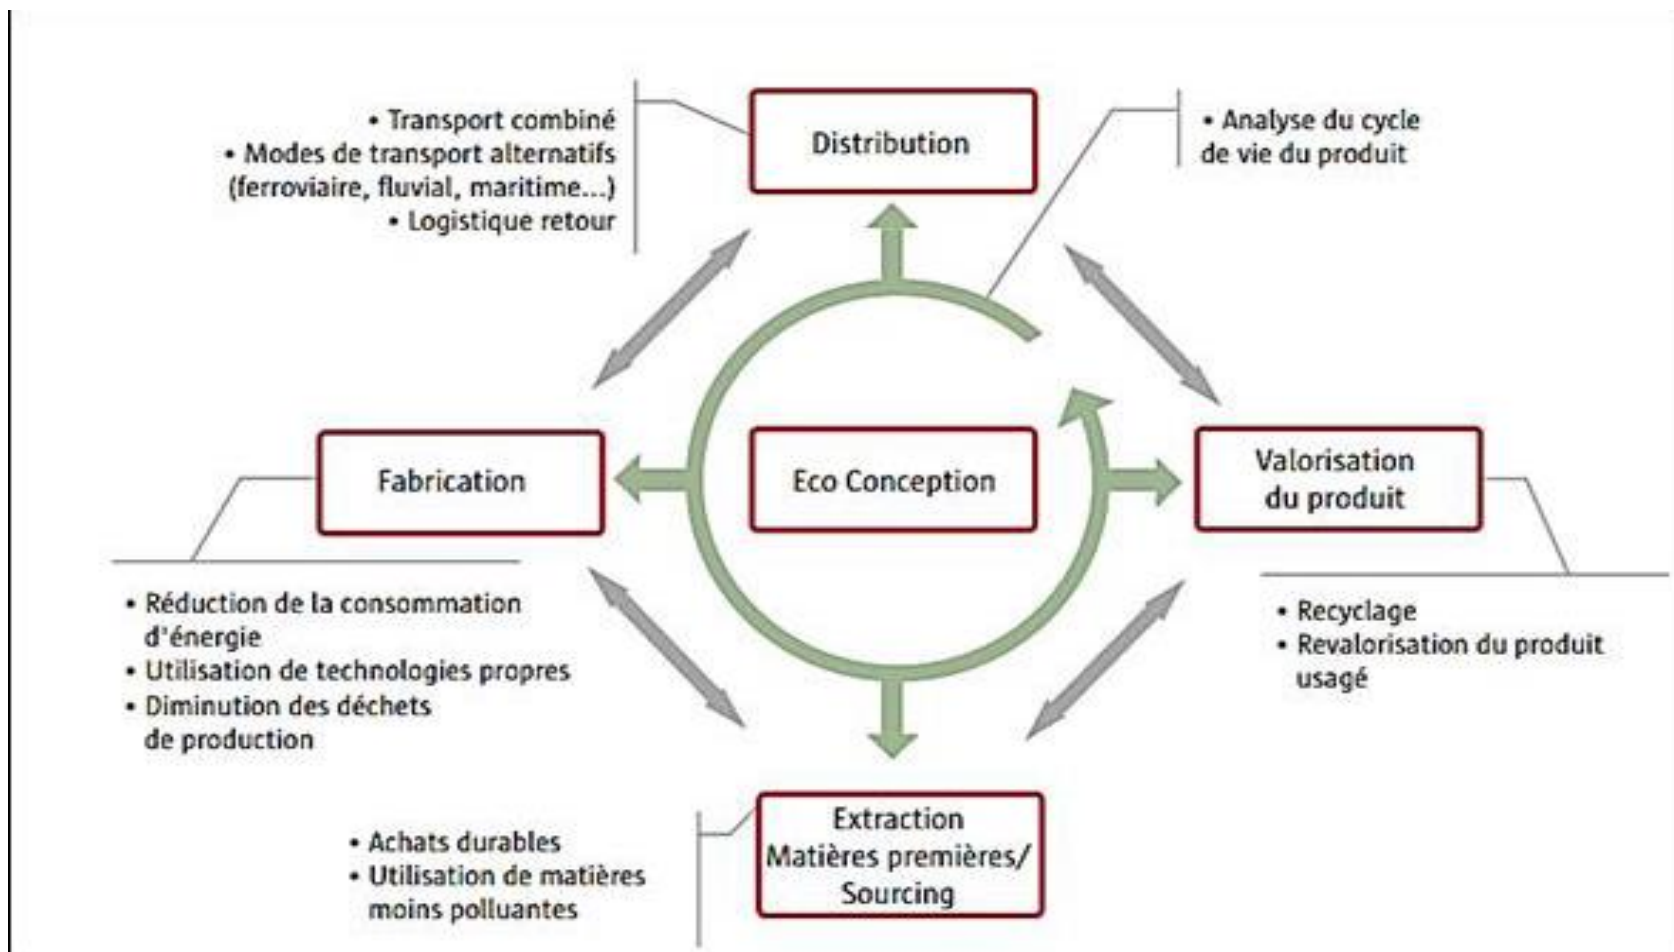 • Transport combiné
• Modes de transport alternatifs
(ferroviaire, fluvial, maritime...)
• Logistique retour
Distribution
• Analyse du cycle
de vie du produit
Fabrication
Eco Conception
Valorisation
du produit
• Réduction de la consommation
d'énergie
• Utilisation de technologies propres
• Diminution des déchets
de production
• Recyclage
• Revalorisation du produit
usagé
• Achats durables
• Utilisation de matières
moins polluantes
Extraction
Matières premières/
Sourcing